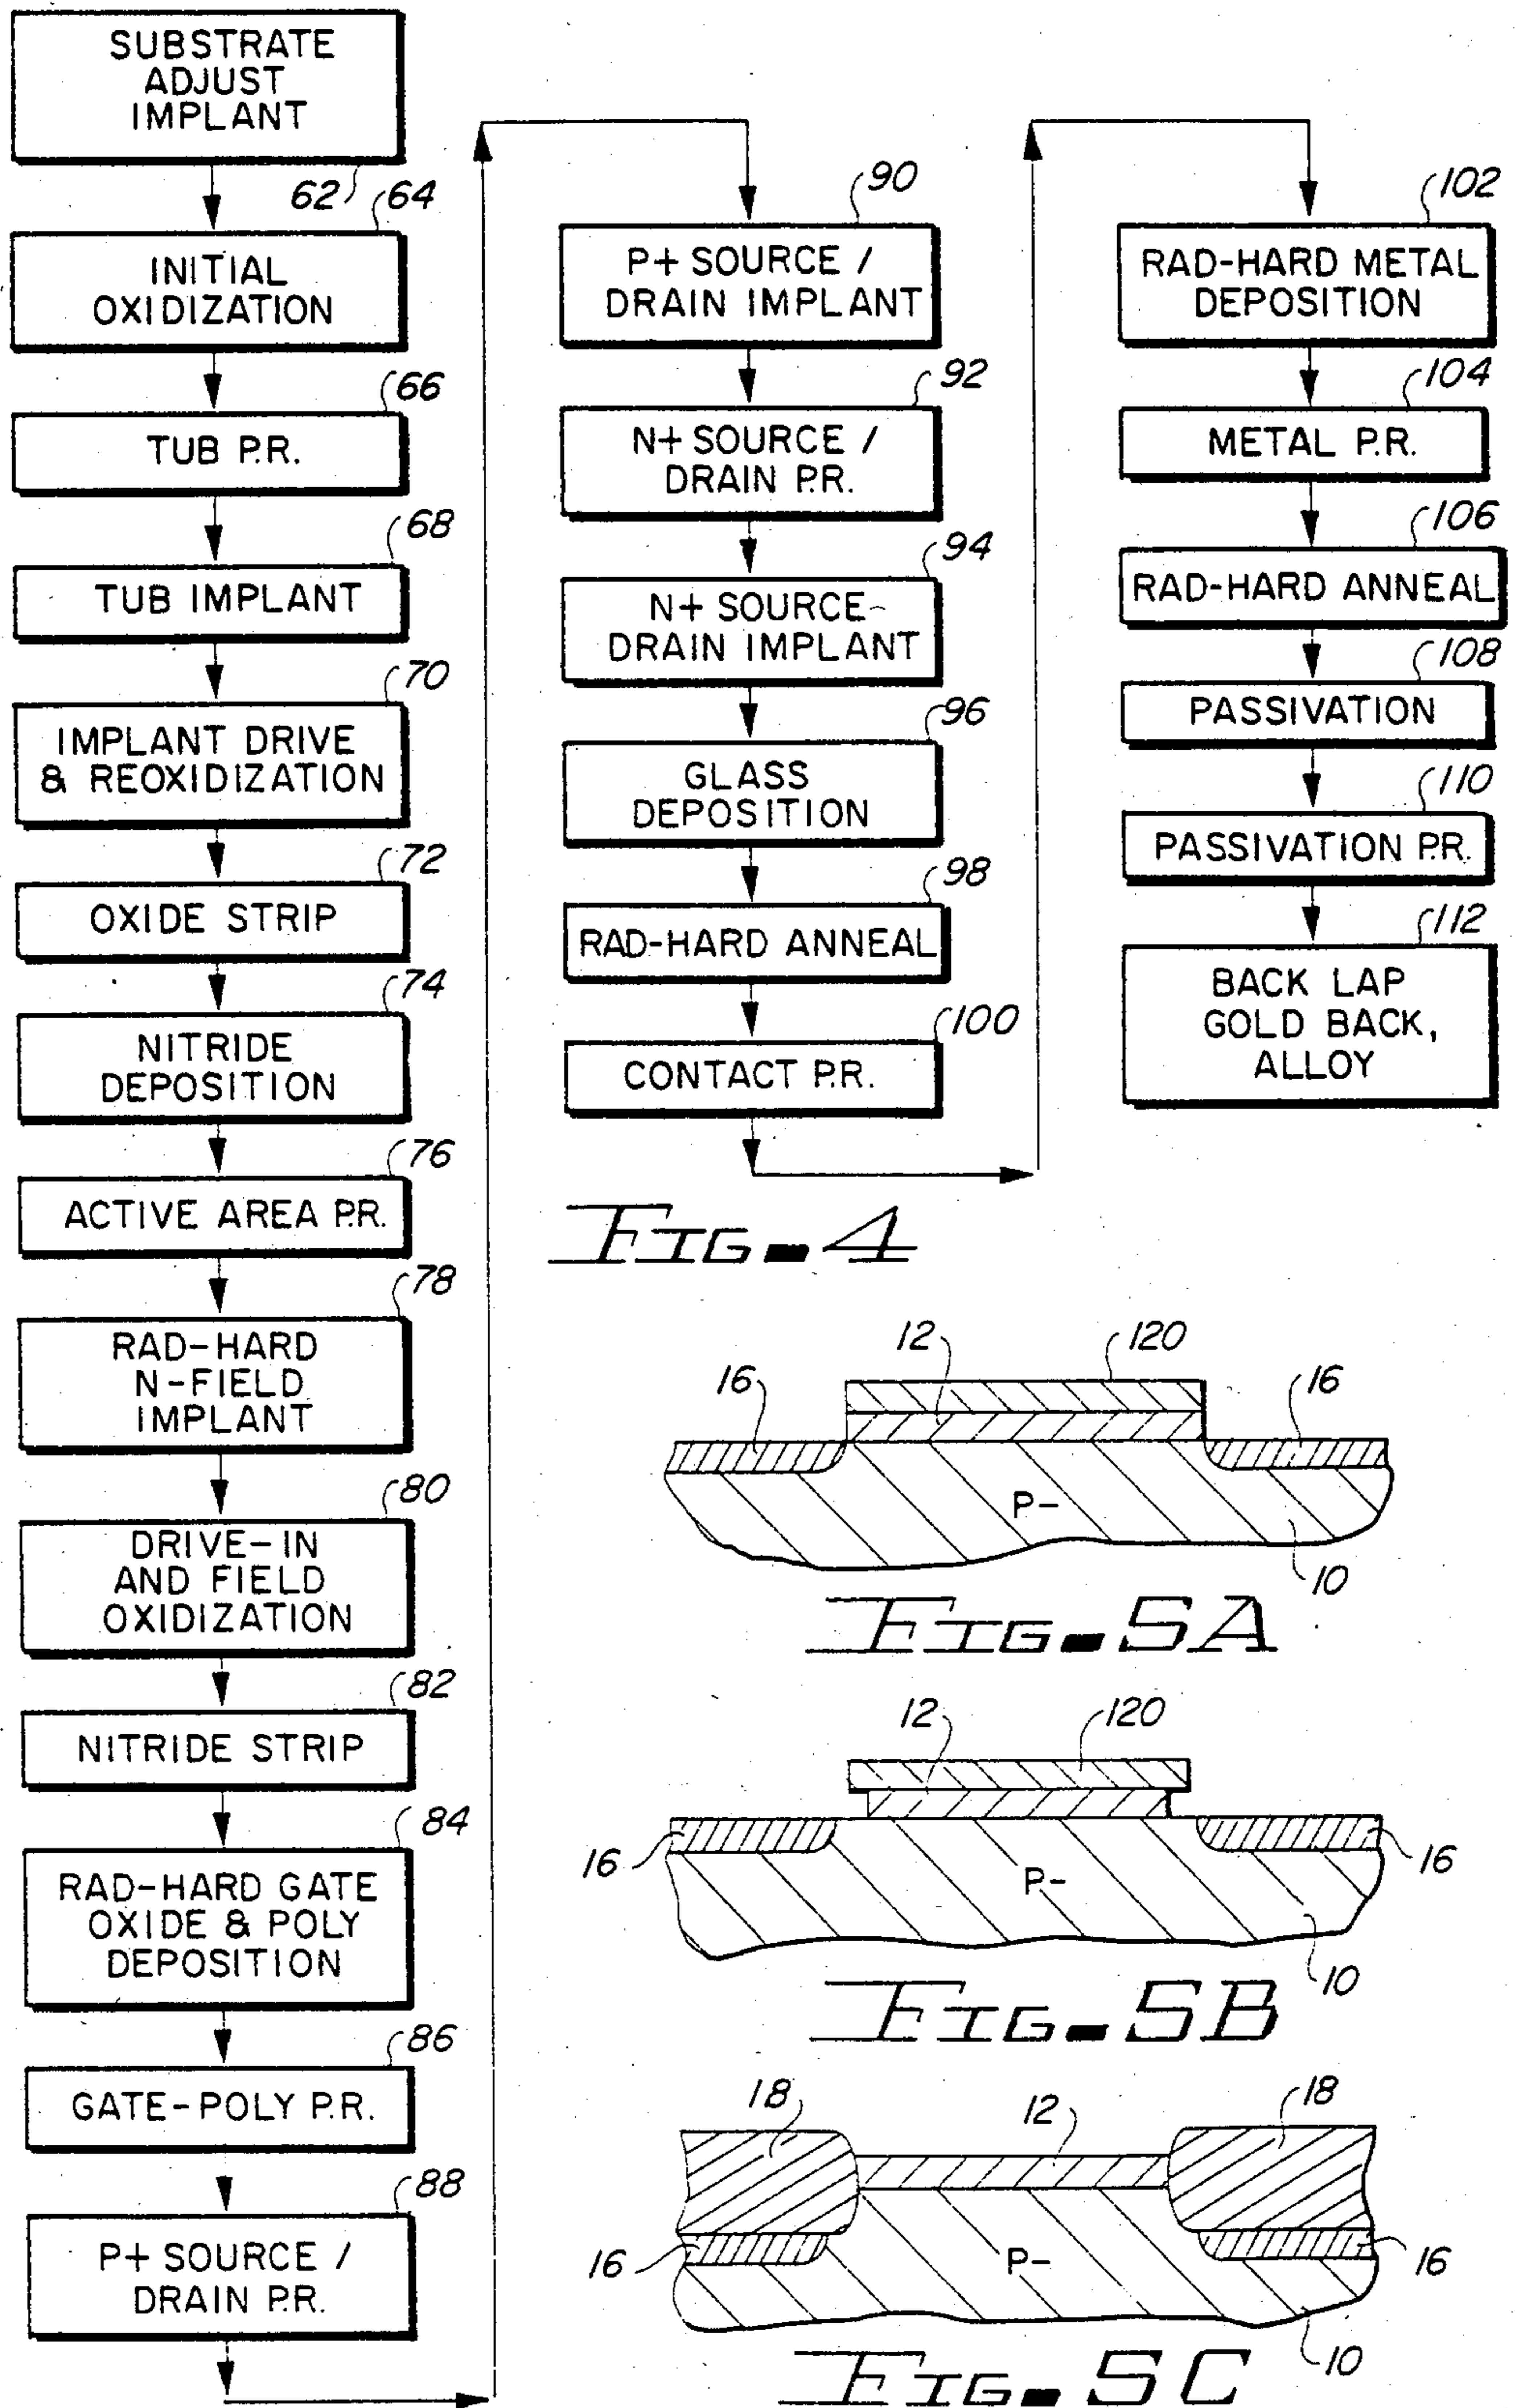 SUBSTRATE
ADJUST
IMPLANT
62
64
INITIAL
OXIDIZATION
66
TUB P.R.
68
TUB IMPLANT
70
IMPLANT DRIVE
& REOXIDIZATION
72
OXIDE STRIP
74
NITRIDE
DEPOSITION
76
ACTIVE AREA P.R.
78
RAD-HARD
N-FIELD
IMPLANT
80
DRIVE-IN
AND FIELD
OXIDIZATION
82
NITRIDE STRIP
84
RAD-HARD GATE
OXIDE & POLY
DEPOSITION
86
GATE-POLY P.R.
88
P+ SOURCE /
DRAIN P.R.
90
P+ SOURCE /
DRAIN IMPLANT
92
N+ SOURCE /
DRAIN P.R.
94
N+ SOURCE-
DRAIN IMPLANT
96
GLASS
DEPOSITION
98
RAD-HARD ANNEAL
100
CONTACT P.R.
102
RAD-HARD METAL
DEPOSITION
104
METAL P.R.
106
RAD-HARD ANNEAL
108
PASSIVATION
110
PASSIVATION P.R.
112
BACK LAP
GOLD BACK,
ALLOY
FIG-4
12 120
16 16
P-
10
FIG-5A
12 120
16 16
P-
10
FIG-5B
18 12 18
16 16
P-
10
FIG-5C